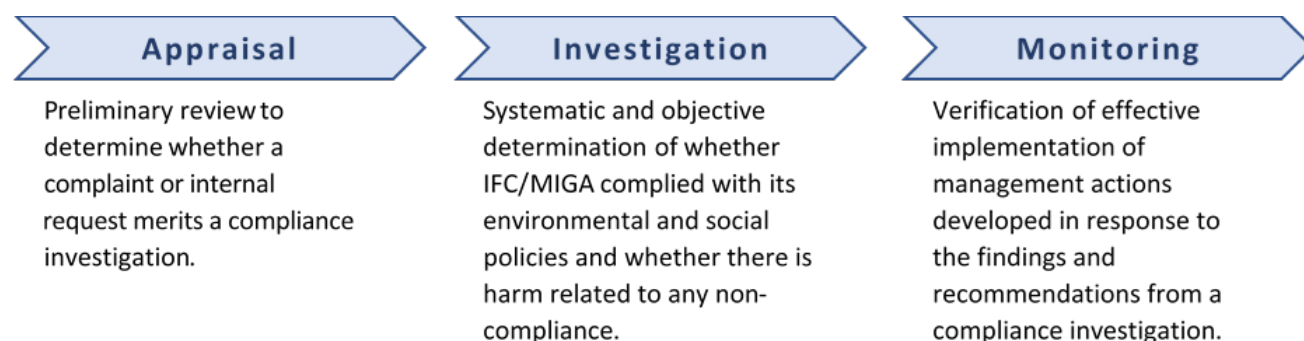 Appraisal
Preliminary review to
determine whether a
complaint or internal
request merits a compliance
investigation.
Investigation
Systematic and objective
determination of whether
IFC/MIGA complied with its
environmental and social
policies and whether there is
harm related to any non-
compliance.
Monitoring
Verification of effective
implementation of
management actions
developed in response to
the findings and
recommendations from a
compliance investigation.